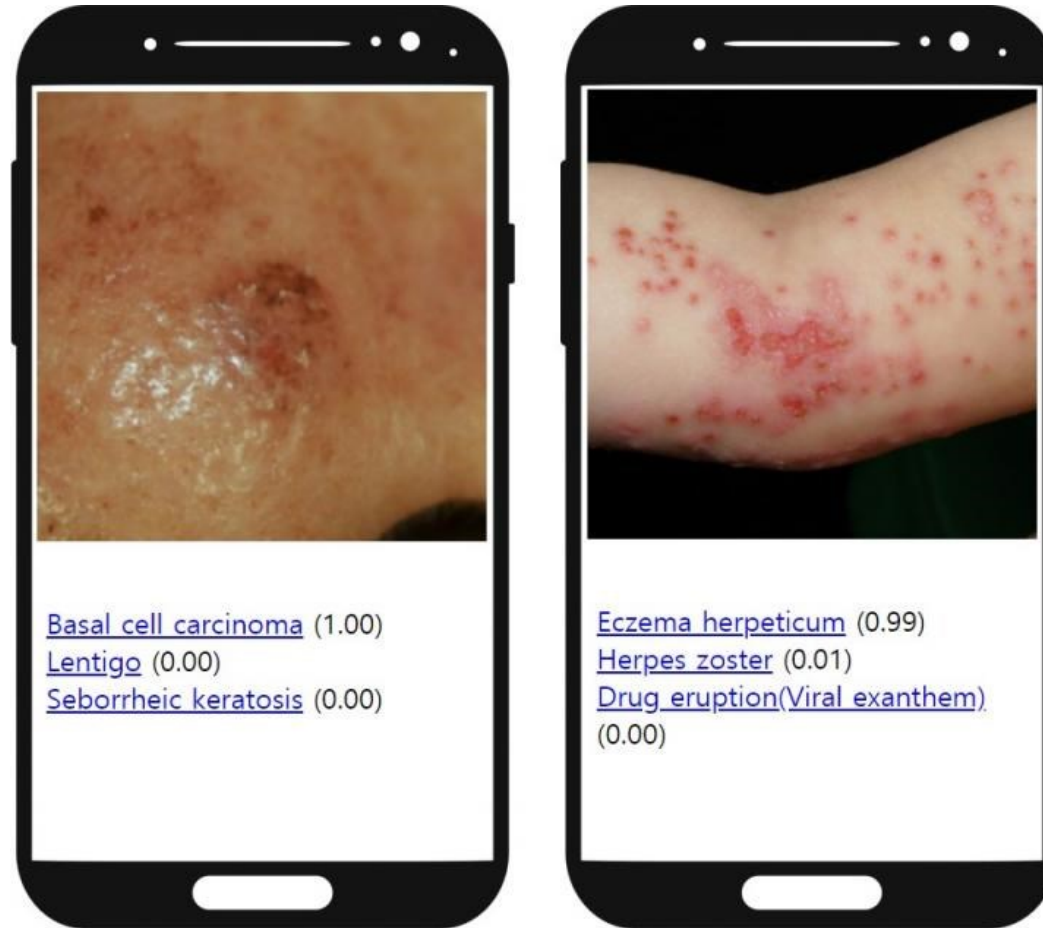 Basal cell carcinoma (1.00)
Lentigo (0.00)
Seborrheic keratosis (0.00)
Eczema herpeticum (0.99)
Herpes zoster (0.01)
Drug eruption(Viral exanthem)
(0.00)